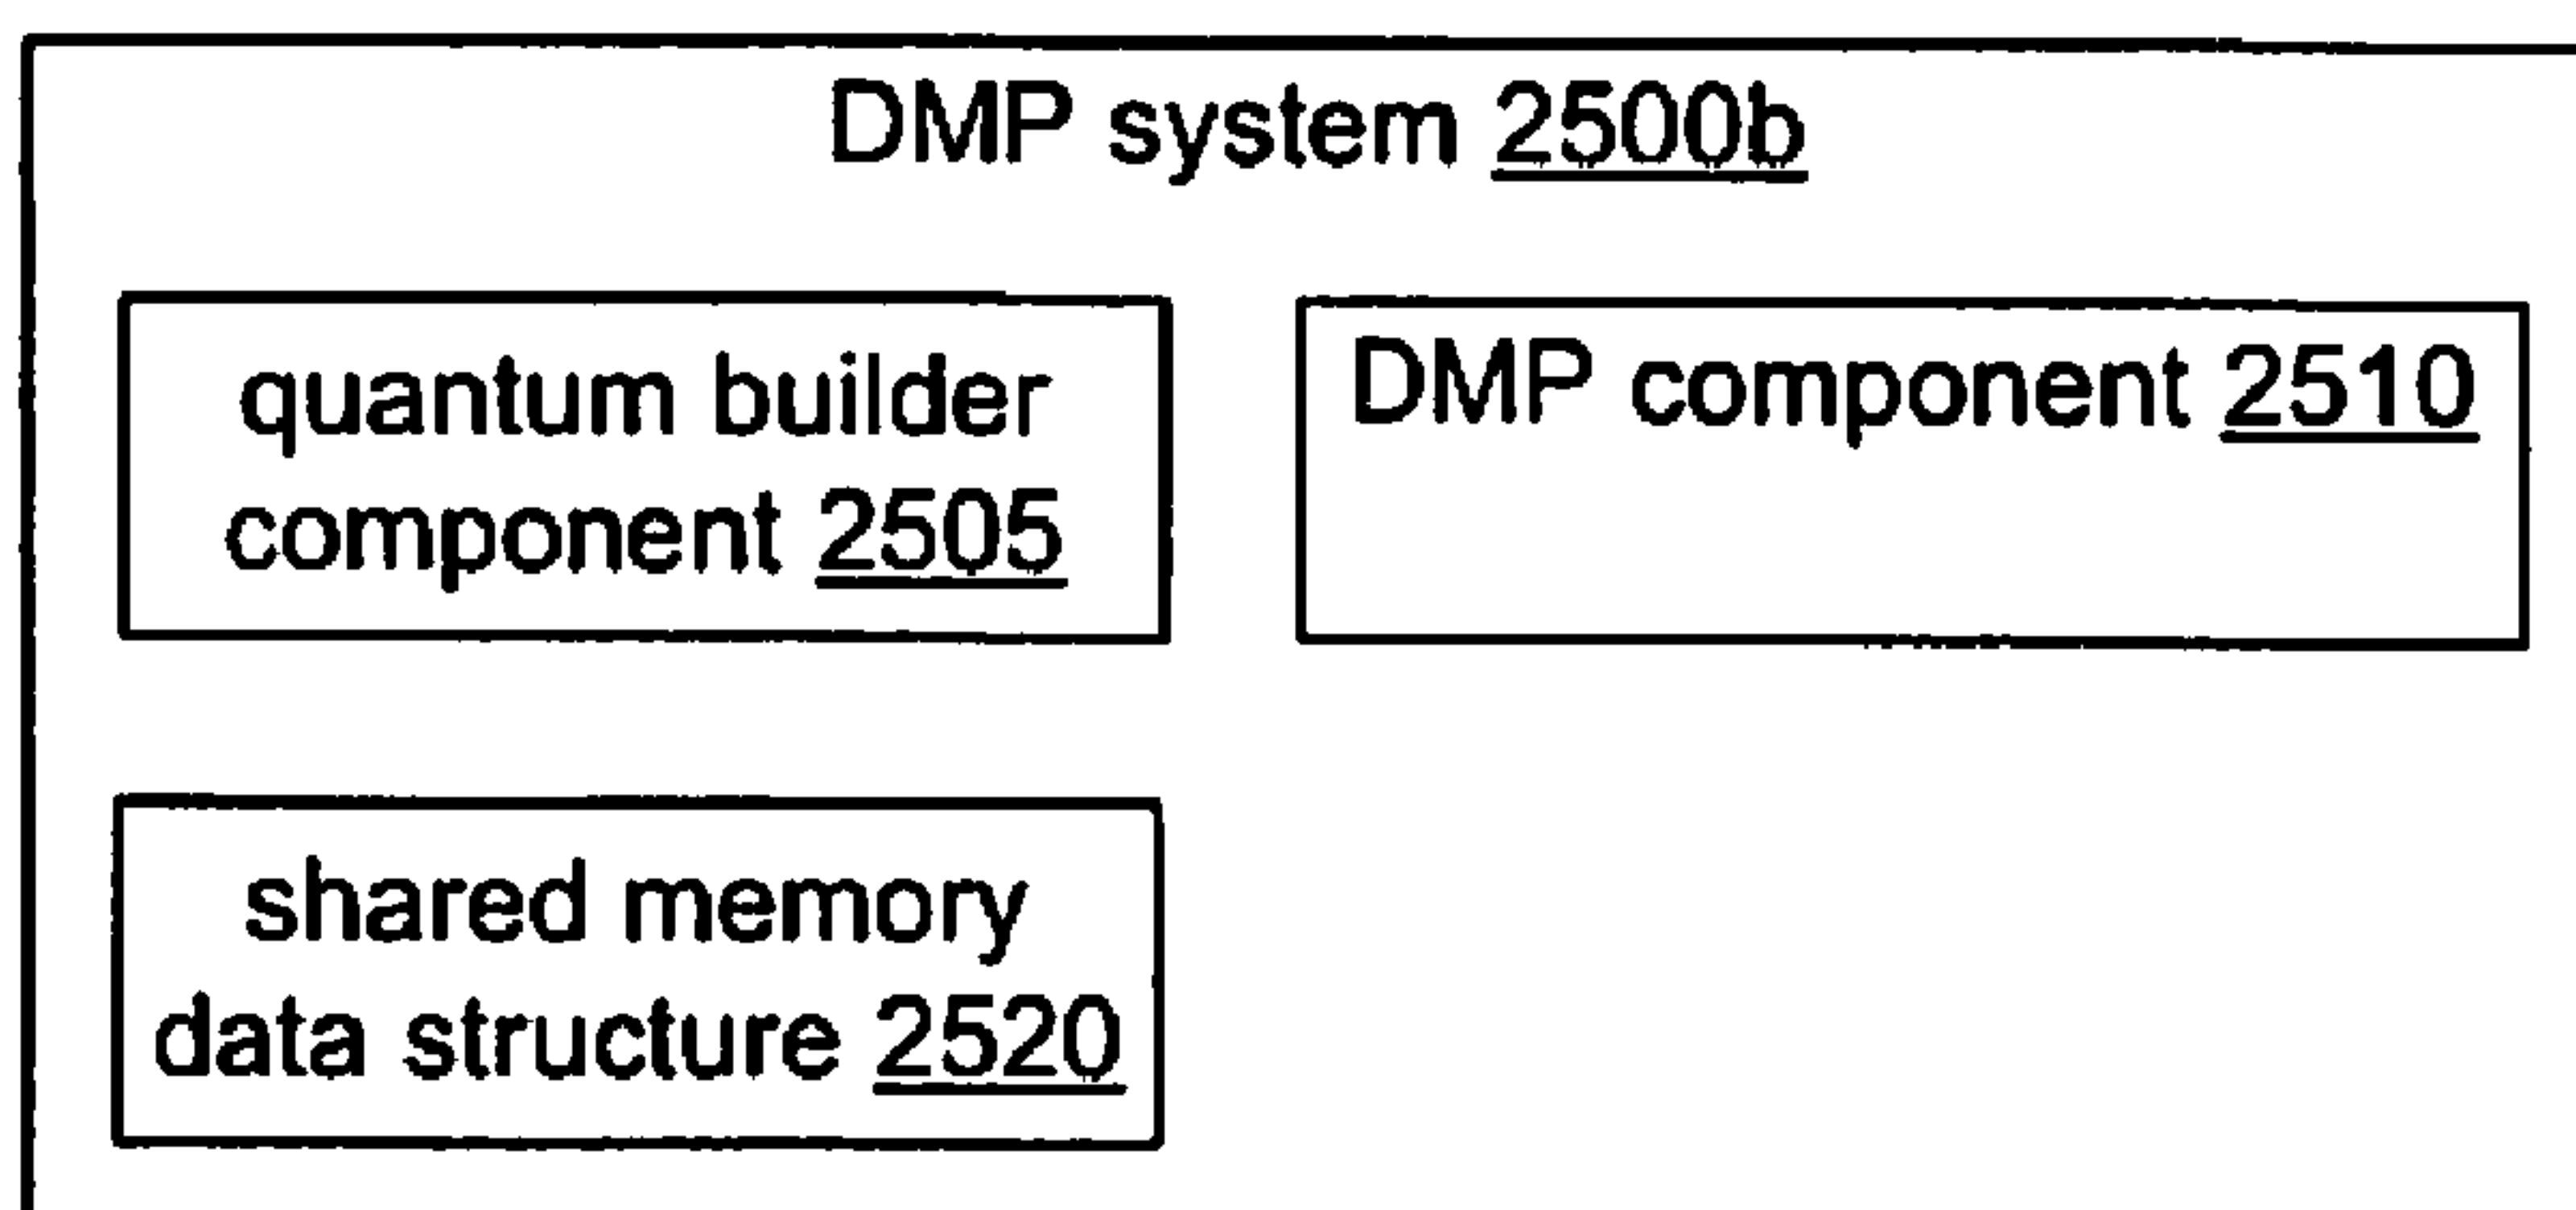 DMP system 2500b
quantum builder
component 2505
DMP component 2510
shared memory
data structure 2520